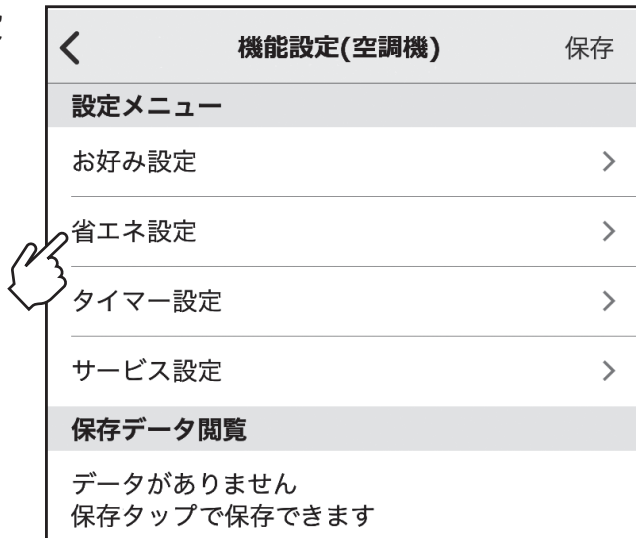 機能設定(空調機) 保存
設定メニュー
お好み設定
省エネ設定
タイマー設定
サービス設定
保存データ閲覧
データがありません
保存タップで保存できます